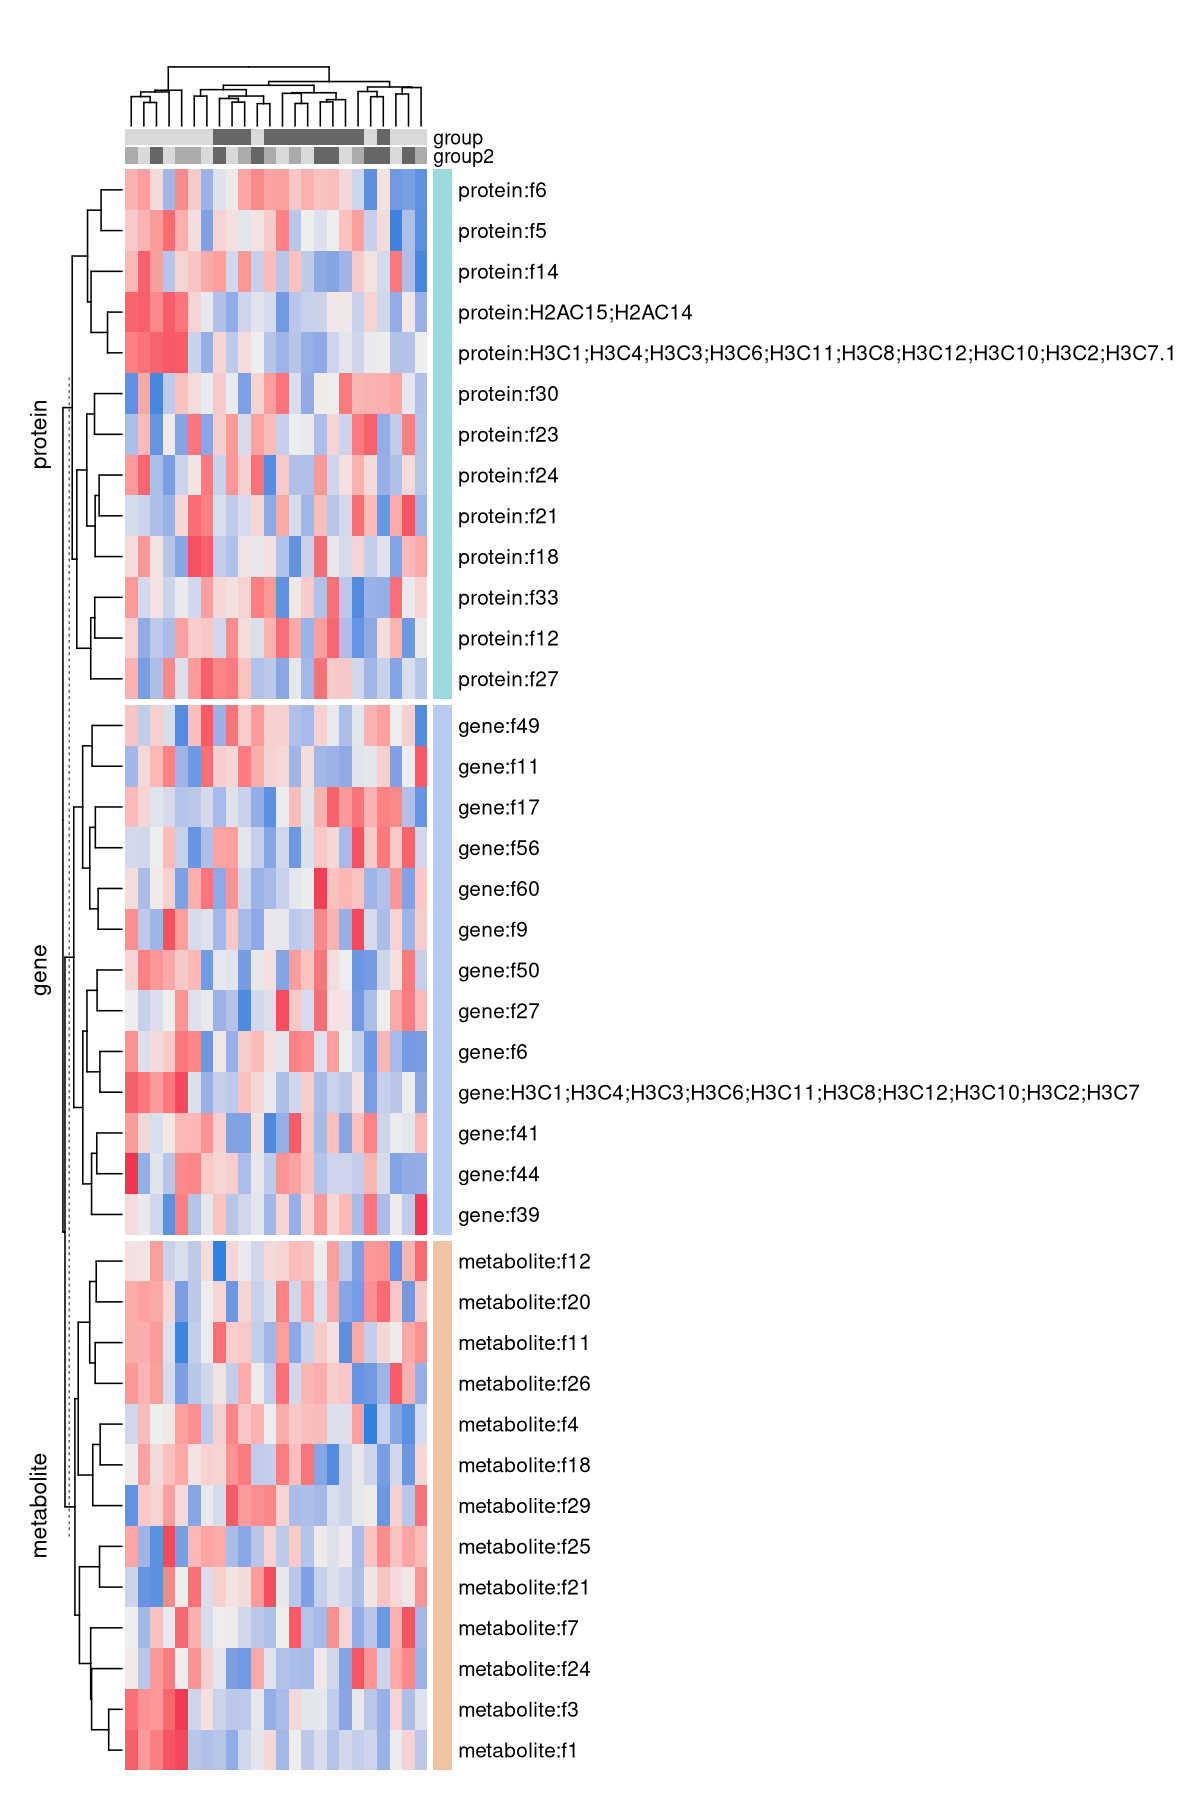 group
group2
protein
protein:f6
protein:f5
protein:f14
protein:H2AC15;H2AC14
protein:H3C1;H3C4;H3C3;H3C6;H3C11;H3C8;H3C12;H3C10;H3C2;H3C7.1
protein:f30
protein:f23
protein:f24
protein:f21
protein:f18
protein:f33
protein:f12
protein:f27
gene
gene:f49
gene:f11
gene:f17
gene:f56
gene:f60
gene:f9
gene:f50
gene:f27
gene:f6
gene:H3C1;H3C4;H3C3;H3C6;H3C11;H3C8;H3C12;H3C10;H3C2;H3C7
gene:f41
gene:f44
gene:f39
metabolite
metabolite:f12
metabolite:f20
metabolite:f11
metabolite:f26
metabolite:f4
metabolite:f18
metabolite:f29
metabolite:f25
metabolite:f21
metabolite:f7
metabolite:f24
metabolite:f3
metabolite:f1